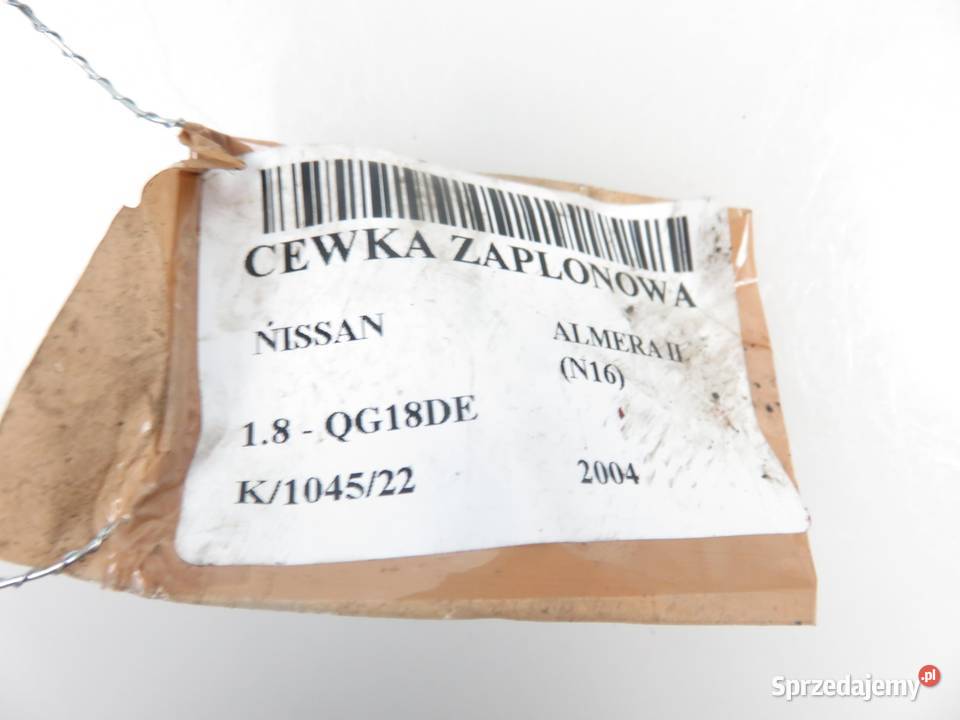 CEWKA ZAPLONOWA
NISSAN ALMERA II
(N16)
1.8 - QG18DE
K/1045/22 2004
Sprzedajemy.pl